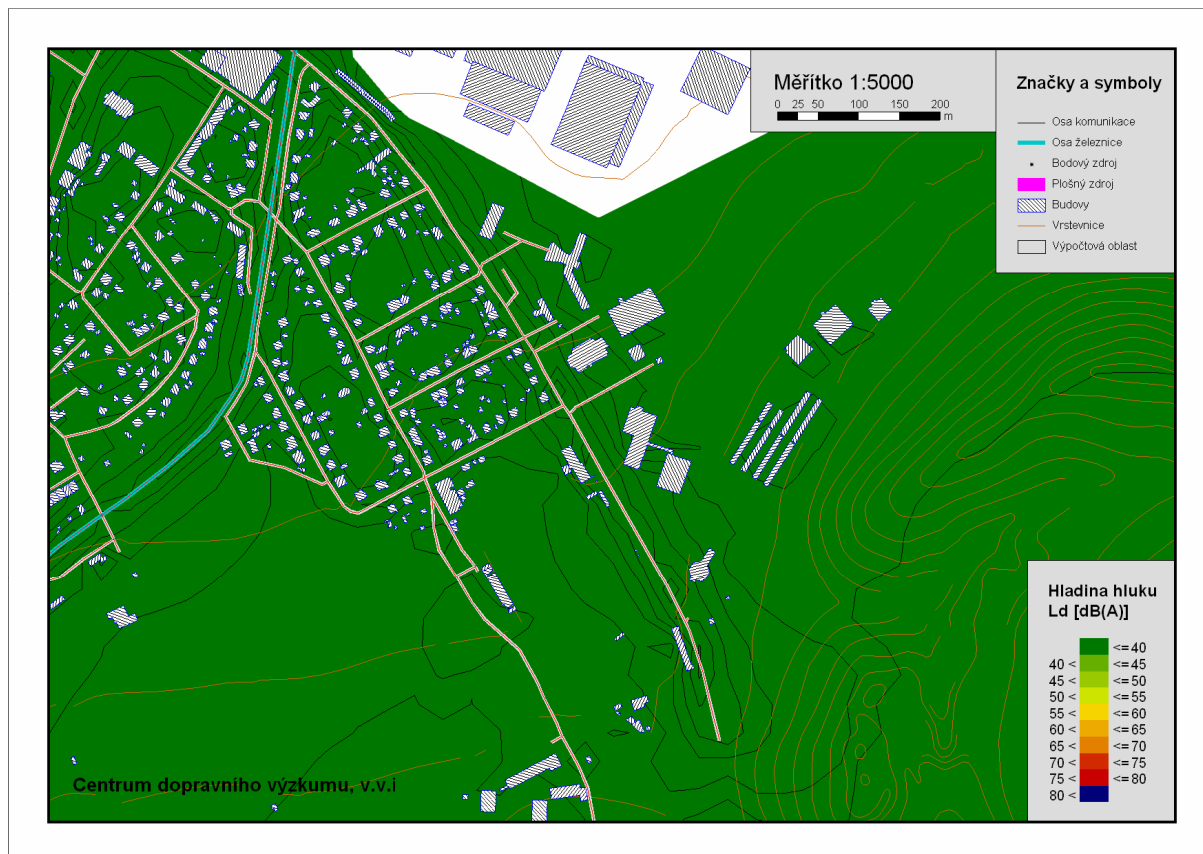 Měřítko 1:5000
0 25 50 100 150 200
m
Značky a symboly
Osa komunikace
Osa železnice
Bodový zdroj
Plošný zdroj
Budovy
Vrstevnice
Výpočtová oblast
Hladina hluku
Ld [dB(A)]
<=40
40 < <=45
45 < <=50
50 < <=55
55 < <=60
60 < <=65
65 < <=70
70 < <=75
75 < <=80
80 <
Centrum dopravního výzkumu, v.v.i